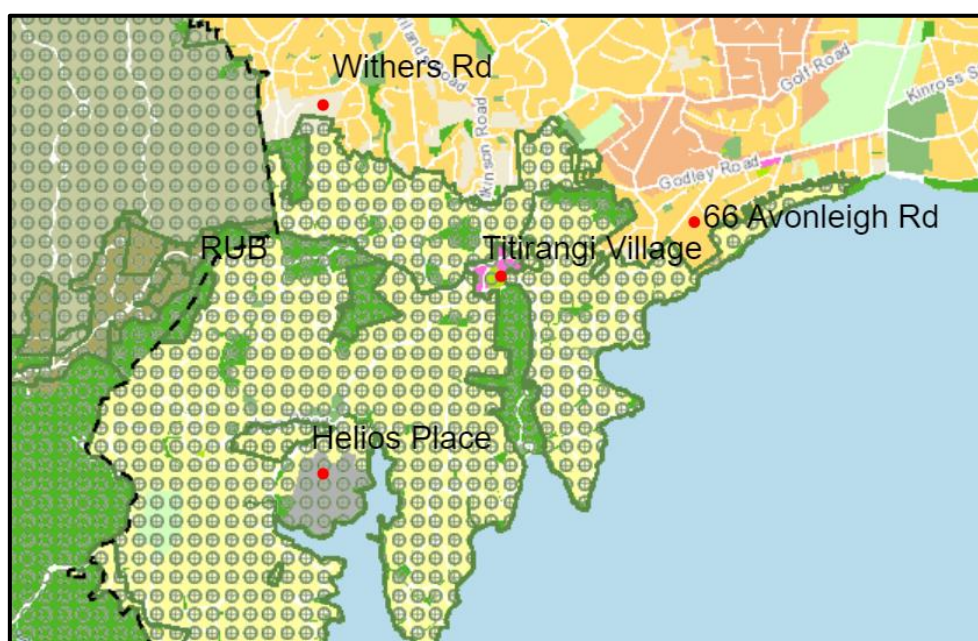 Withers Rd
Golf Road
Kinross S
Godley Road
66 Avonleigh Rd
RUB
Titirangi Village
Helios Place